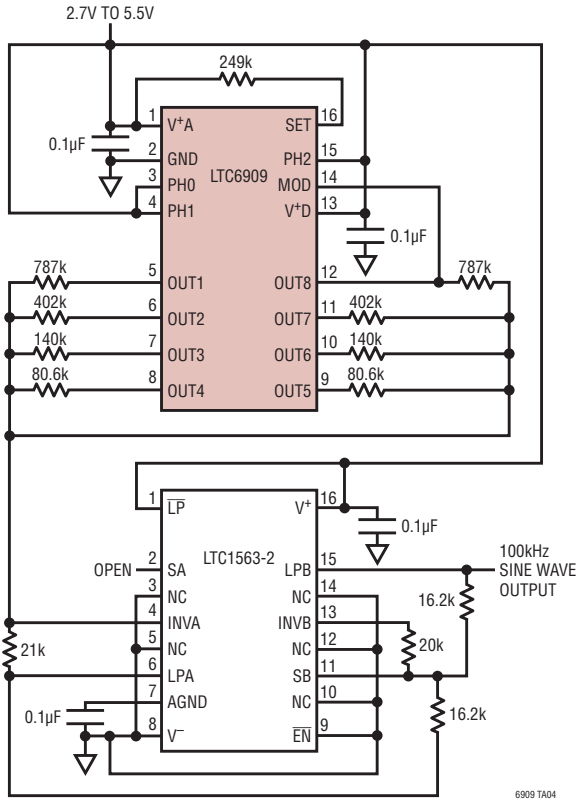 2.7V TO 5.5V
249k
1 V+A SET 16
0.1µF
2 GND PH2 15
LTC6909
3 PH0 MOD 14
4 PH1 V+D 13
0.1µF
787k 5 OUT1 OUT8 12 787k
402k 6 OUT2 OUT7 11 402k
140k 7 OUT3 OUT6 10 140k
80.6k 8 OUT4 OUT5 9 80.6k
1 LP V+ 16
0.1µF
LTC1563-2
OPEN 2 SA LPB 15
100kHz
SINE WAVE
OUTPUT
3 NC NC 14
16.2k
4 INVA INVB 13
21k 5 NC NC 12 20k
6 LPA SB 11
7 AGND NC 10
16.2k
0.1µF
8 V– EN 9
6909 TA04